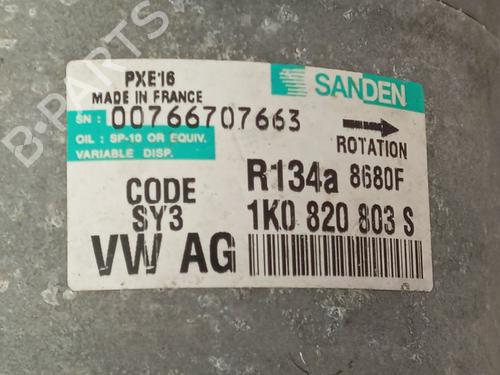 PXE16
MADE IN FRANCE
SANDEN
SN : 00766707663
OIL : SP-10 OR EQUIV.
VARIABLE DISP.
ROTATION
R134a 8680F
CODE
SY3
1K0 820 803 S
VW AG
B-PARTS